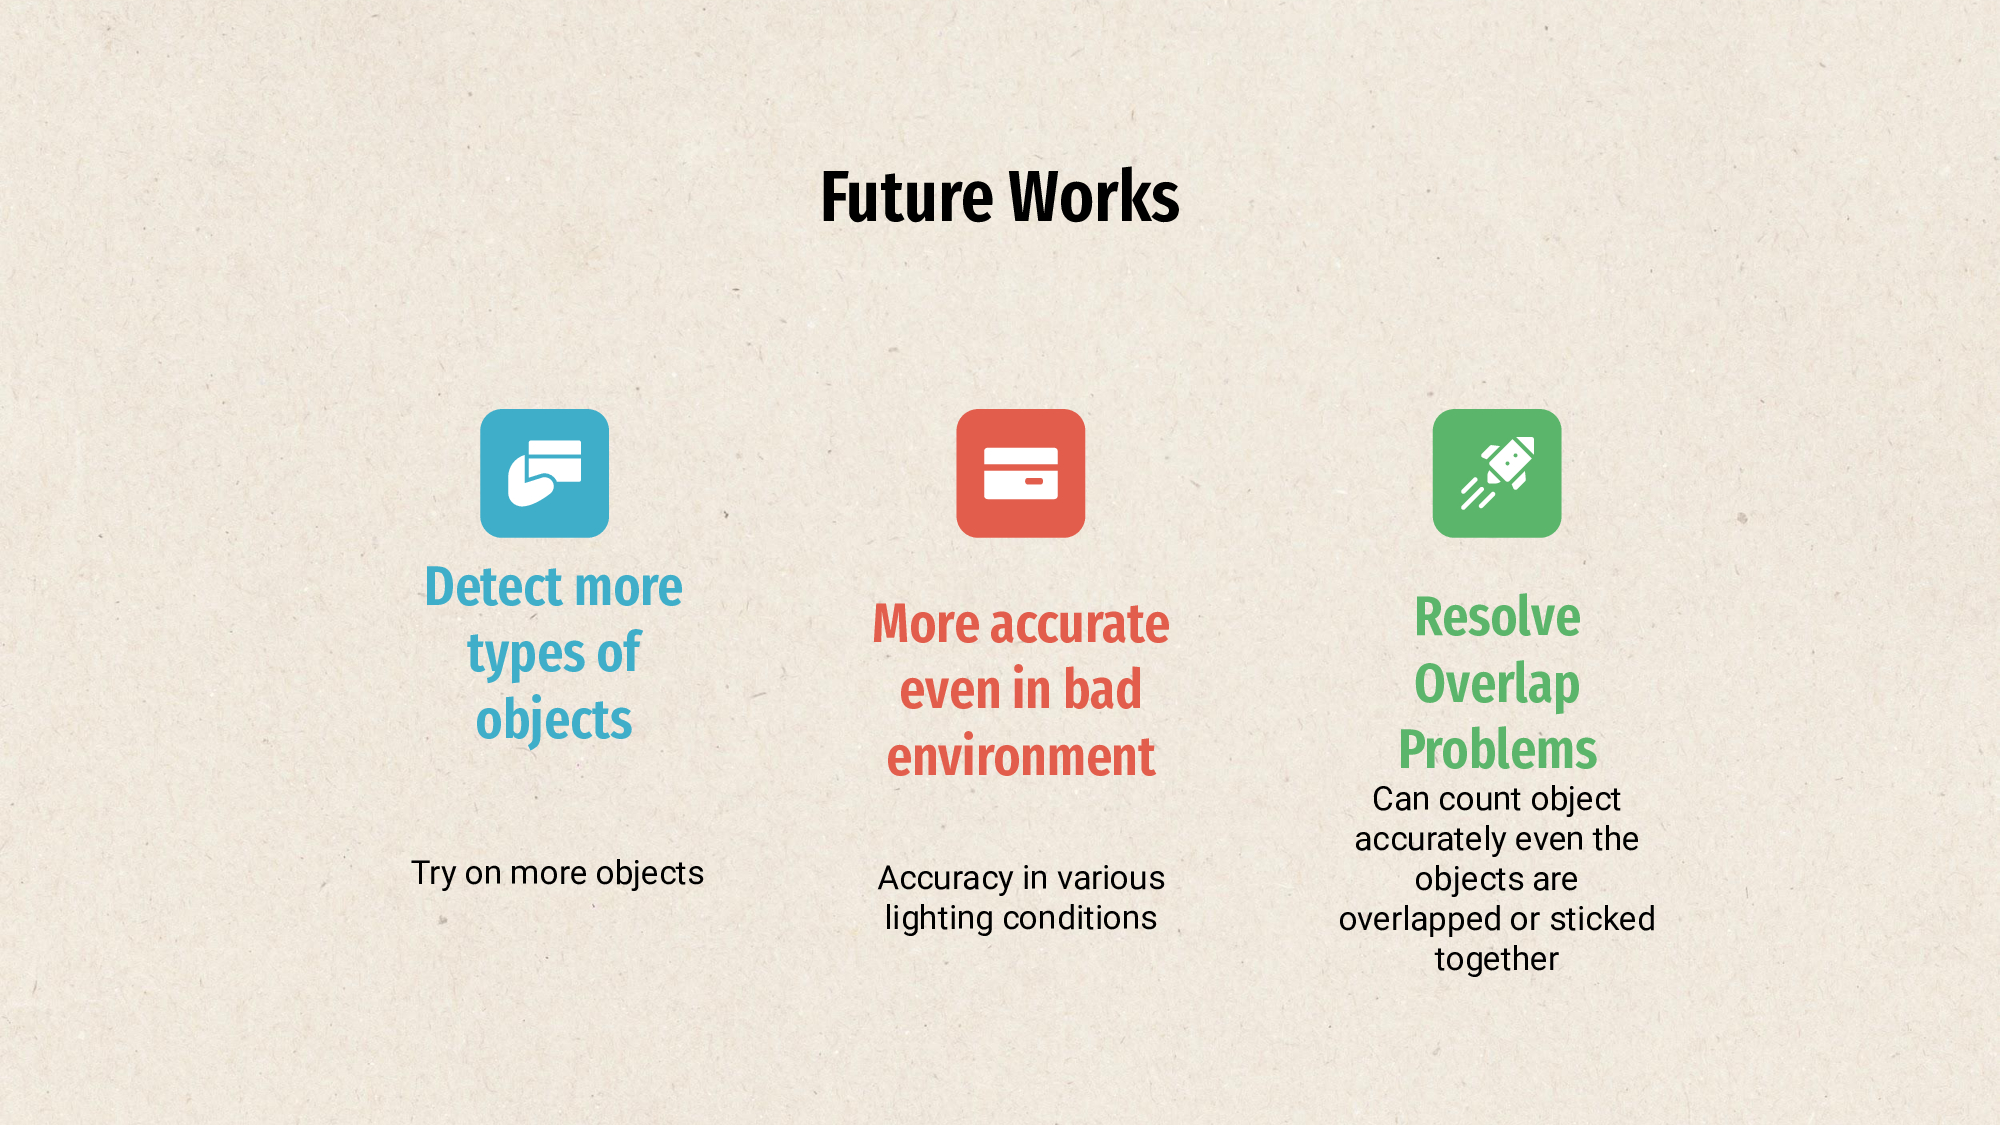 Future Works
Detect more
types of
objects
Try on more objects
More accurate
even in bad
environment
Accuracy in various
lighting conditions
Resolve
Overlap
Problems
Can count object
accurately even the
objects are
overlapped or sticked
together